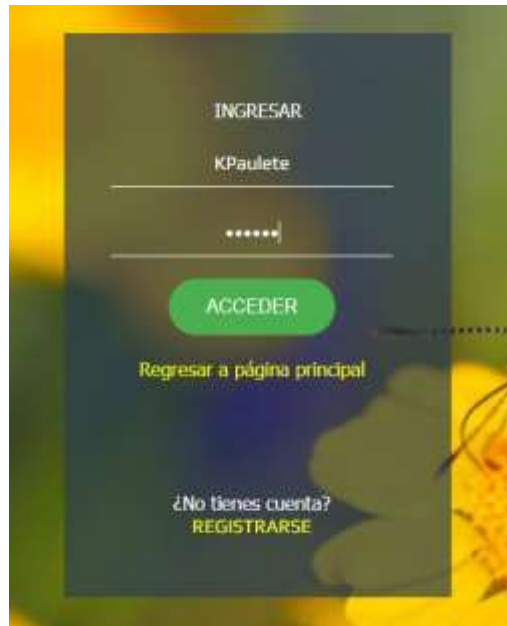 INGRESAR
KPaulete
••••••
ACCEDER
Regresar a página principal
¿No tienes cuenta?
REGISTRARSE